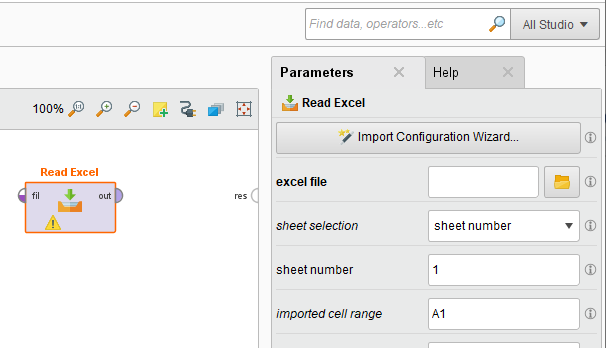 Find data, operators...etc
All Studio
Parameters
Help
100%
Read Excel
Import Configuration Wizard...
Read Excel
fil
out
res
excel file
sheet selection
sheet number
sheet number
1
imported cell range
A1